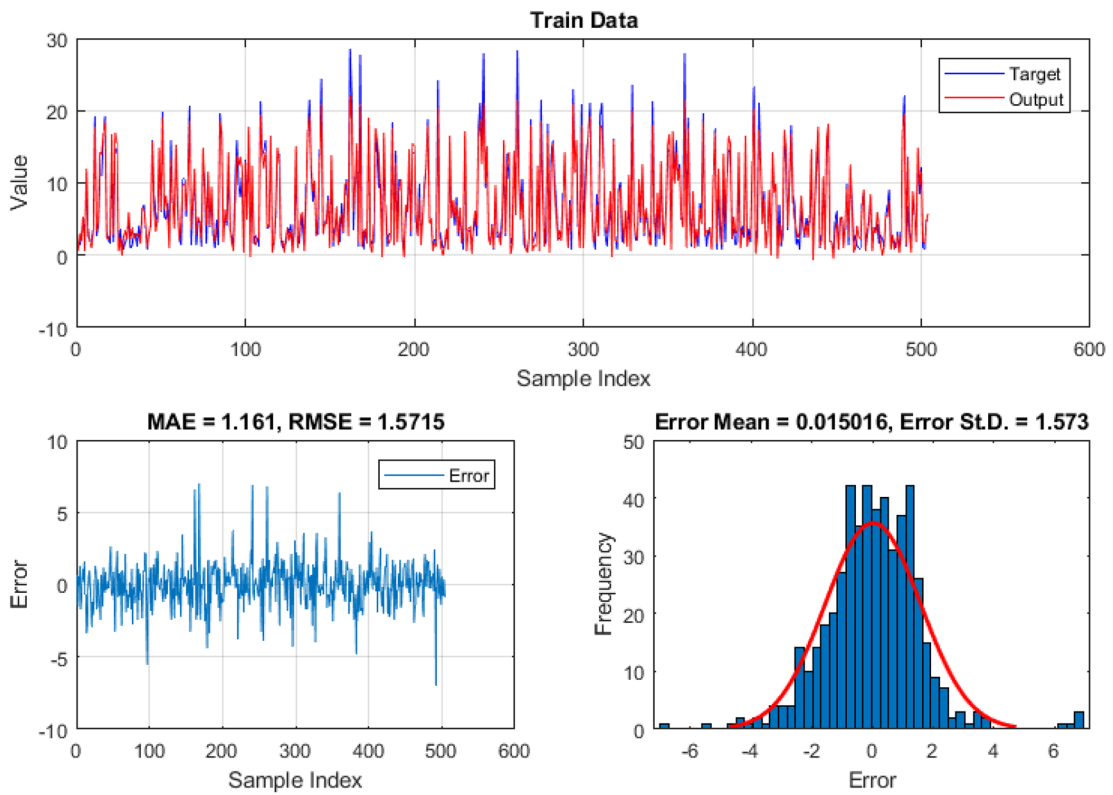 Train Data
30
20
10
0
-10
Value
Target
Output
0 100 200 300 400 500 600
Sample Index
MAE = 1.161, RMSE = 1.5715
10
5
0
-5
-10
Error
Error
0 100 200 300 400 500 600
Sample Index
Error Mean = 0.015016, Error St.D. = 1.573
50
40
30
20
10
0
Frequency
-6 -4 -2 0 2 4 6
Error